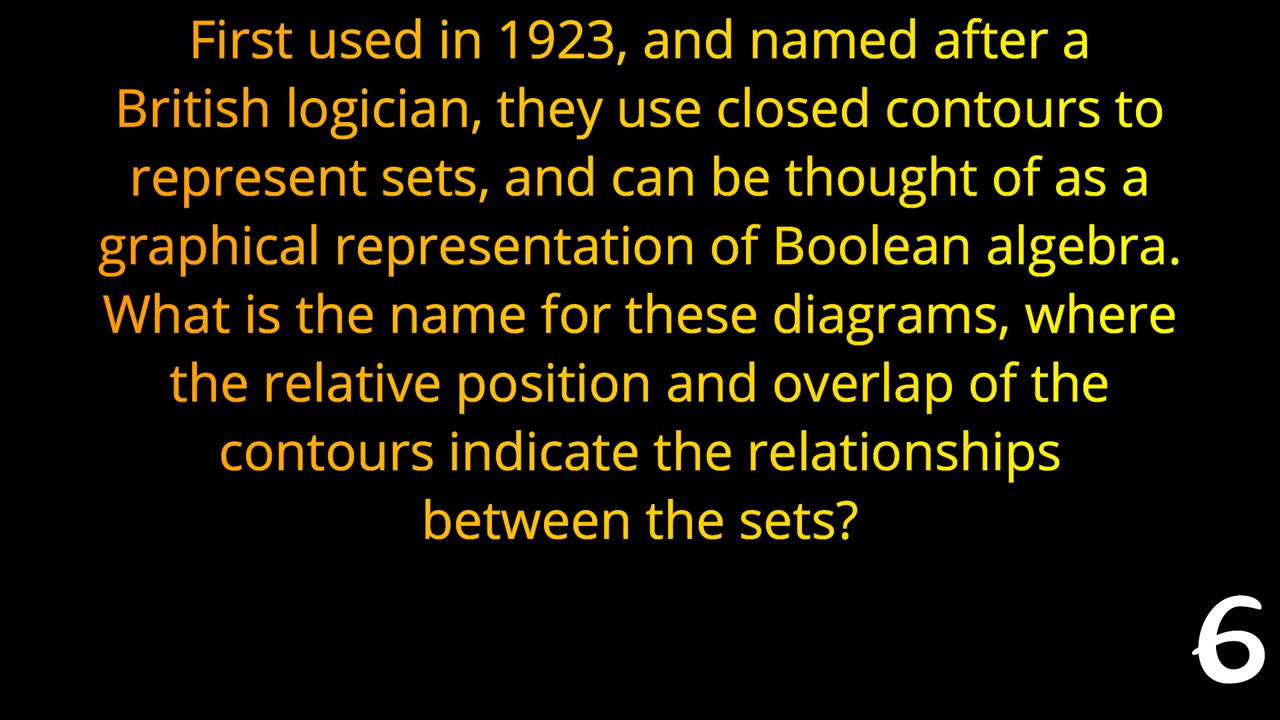 First used in 1923, and named after a
British logician, they use closed contours to
represent sets, and can be thought of as a
graphical representation of Boolean algebra.
What is the name for these diagrams, where
the relative position and overlap of the
contours indicate the relationships
between the sets?
6